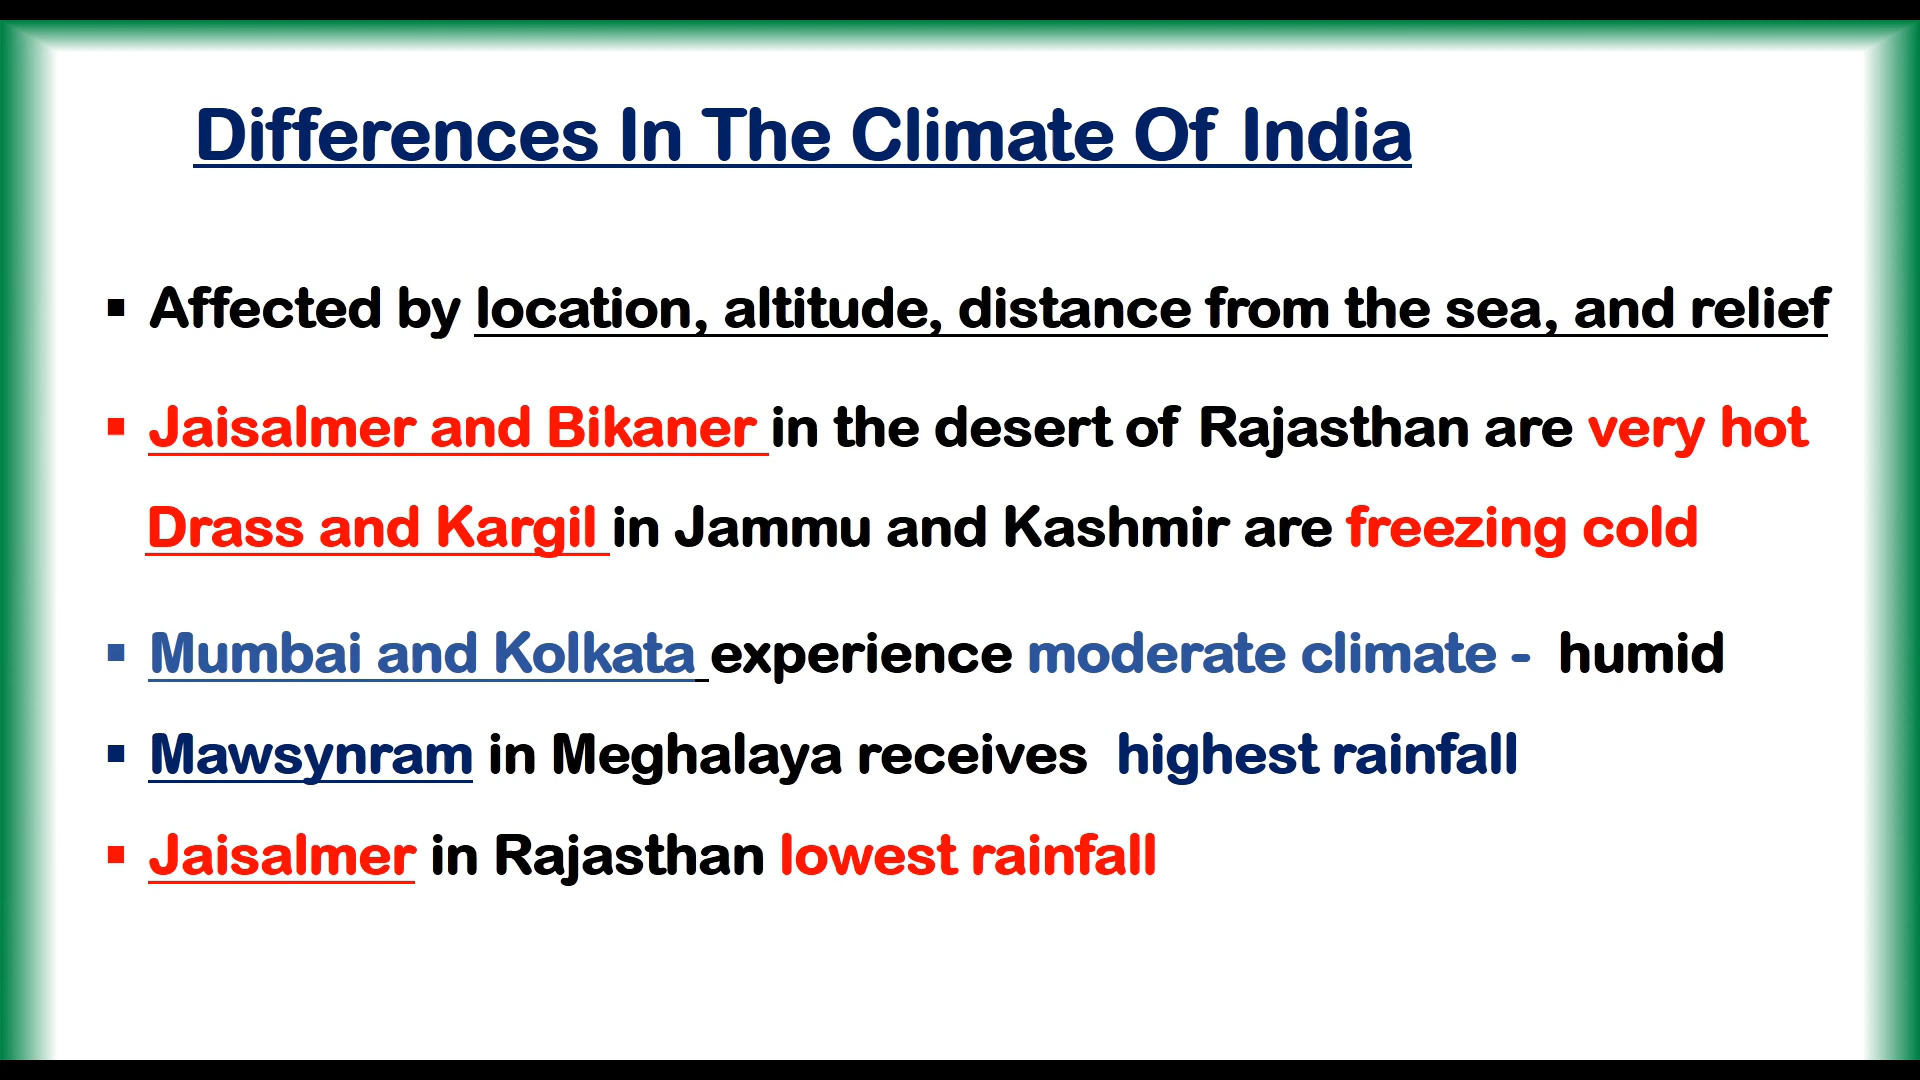 Differences In The Climate Of India
▪ Affected by location, altitude, distance from the sea, and relief
▪ Jaisalmer and Bikaner in the desert of Rajasthan are very hot
Drass and Kargil in Jammu and Kashmir are freezing cold
▪ Mumbai and Kolkata experience moderate climate - humid
▪ Mawsynram in Meghalaya receives highest rainfall
▪ Jaisalmer in Rajasthan lowest rainfall